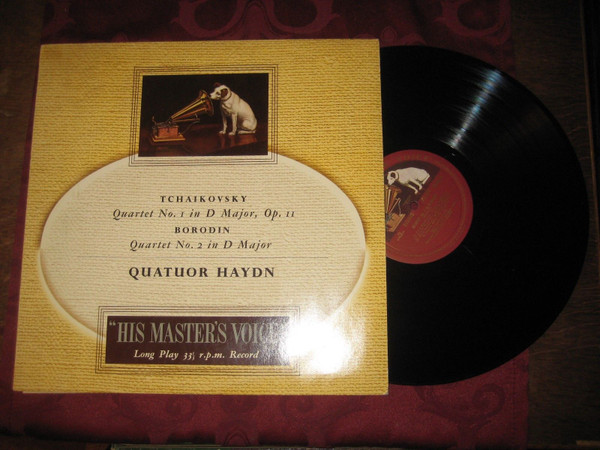 TCHAIKOVSKY
Quartet No. 1 in D Major, Op. 11
BORODIN
Quartet No. 2 in D Major
QUATUOR HAYDN
"HIS MASTER'S VOICE
Long Play 33⅓ r.p.m. Record